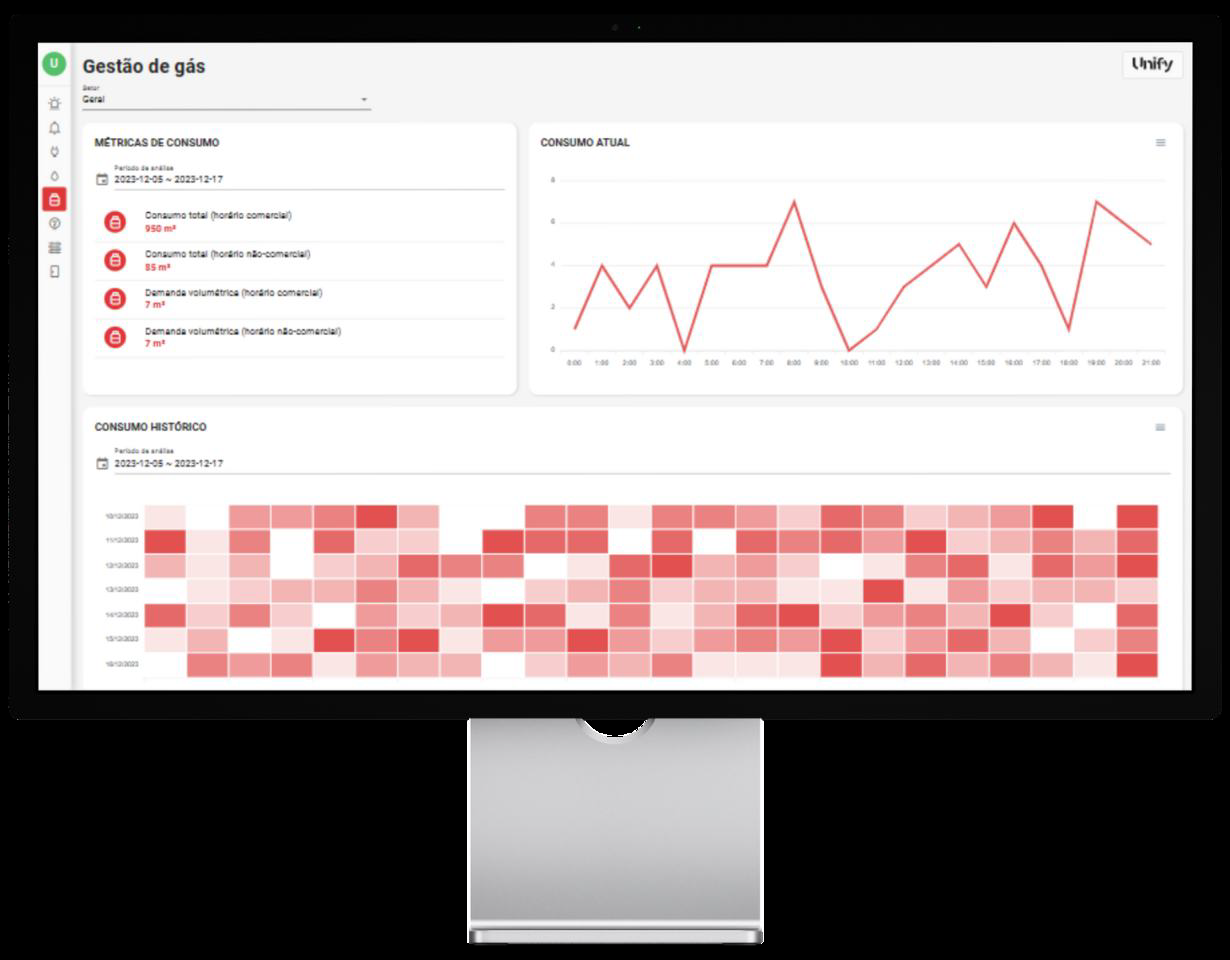 U
Gestão de gás
Unify
Setor
Geral
MÉTRICAS DE CONSUMO
Período de análise
2023-12-05 ~ 2023-12-17
Consumo total (horário comercial)
950 m³
Consumo total (horário não-comercial)
85 m³
Demanda volumétrica (horário comercial)
7 m³
Demanda volumétrica (horário não-comercial)
7 m³
CONSUMO ATUAL
8
6
4
2
0
0:00 1:00 2:00 3:00 4:00 5:00 6:00 7:00 8:00 9:00 10:00 11:00 12:00 13:00 14:00 15:00 16:00 17:00 18:00 19:00 20:00 21:00
CONSUMO HISTÓRICO
Período de análise
2023-12-05 ~ 2023-12-17
10/12/2023
11/12/2023
12/12/2023
13/12/2023
14/12/2023
15/12/2023
16/12/2023